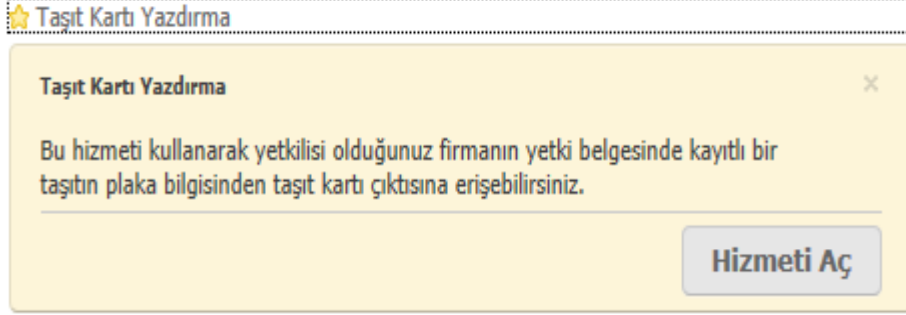 Taşıt Kartı Yazdırma
Taşıt Kartı Yazdırma
×
Bu hizmeti kullanarak yetkilisi olduğunuz firmanın yetki belgesinde kayıtlı bir
taşıtın plaka bilgisinden taşıt kartı çıktısına erişebilirsiniz.
Hizmeti Aç